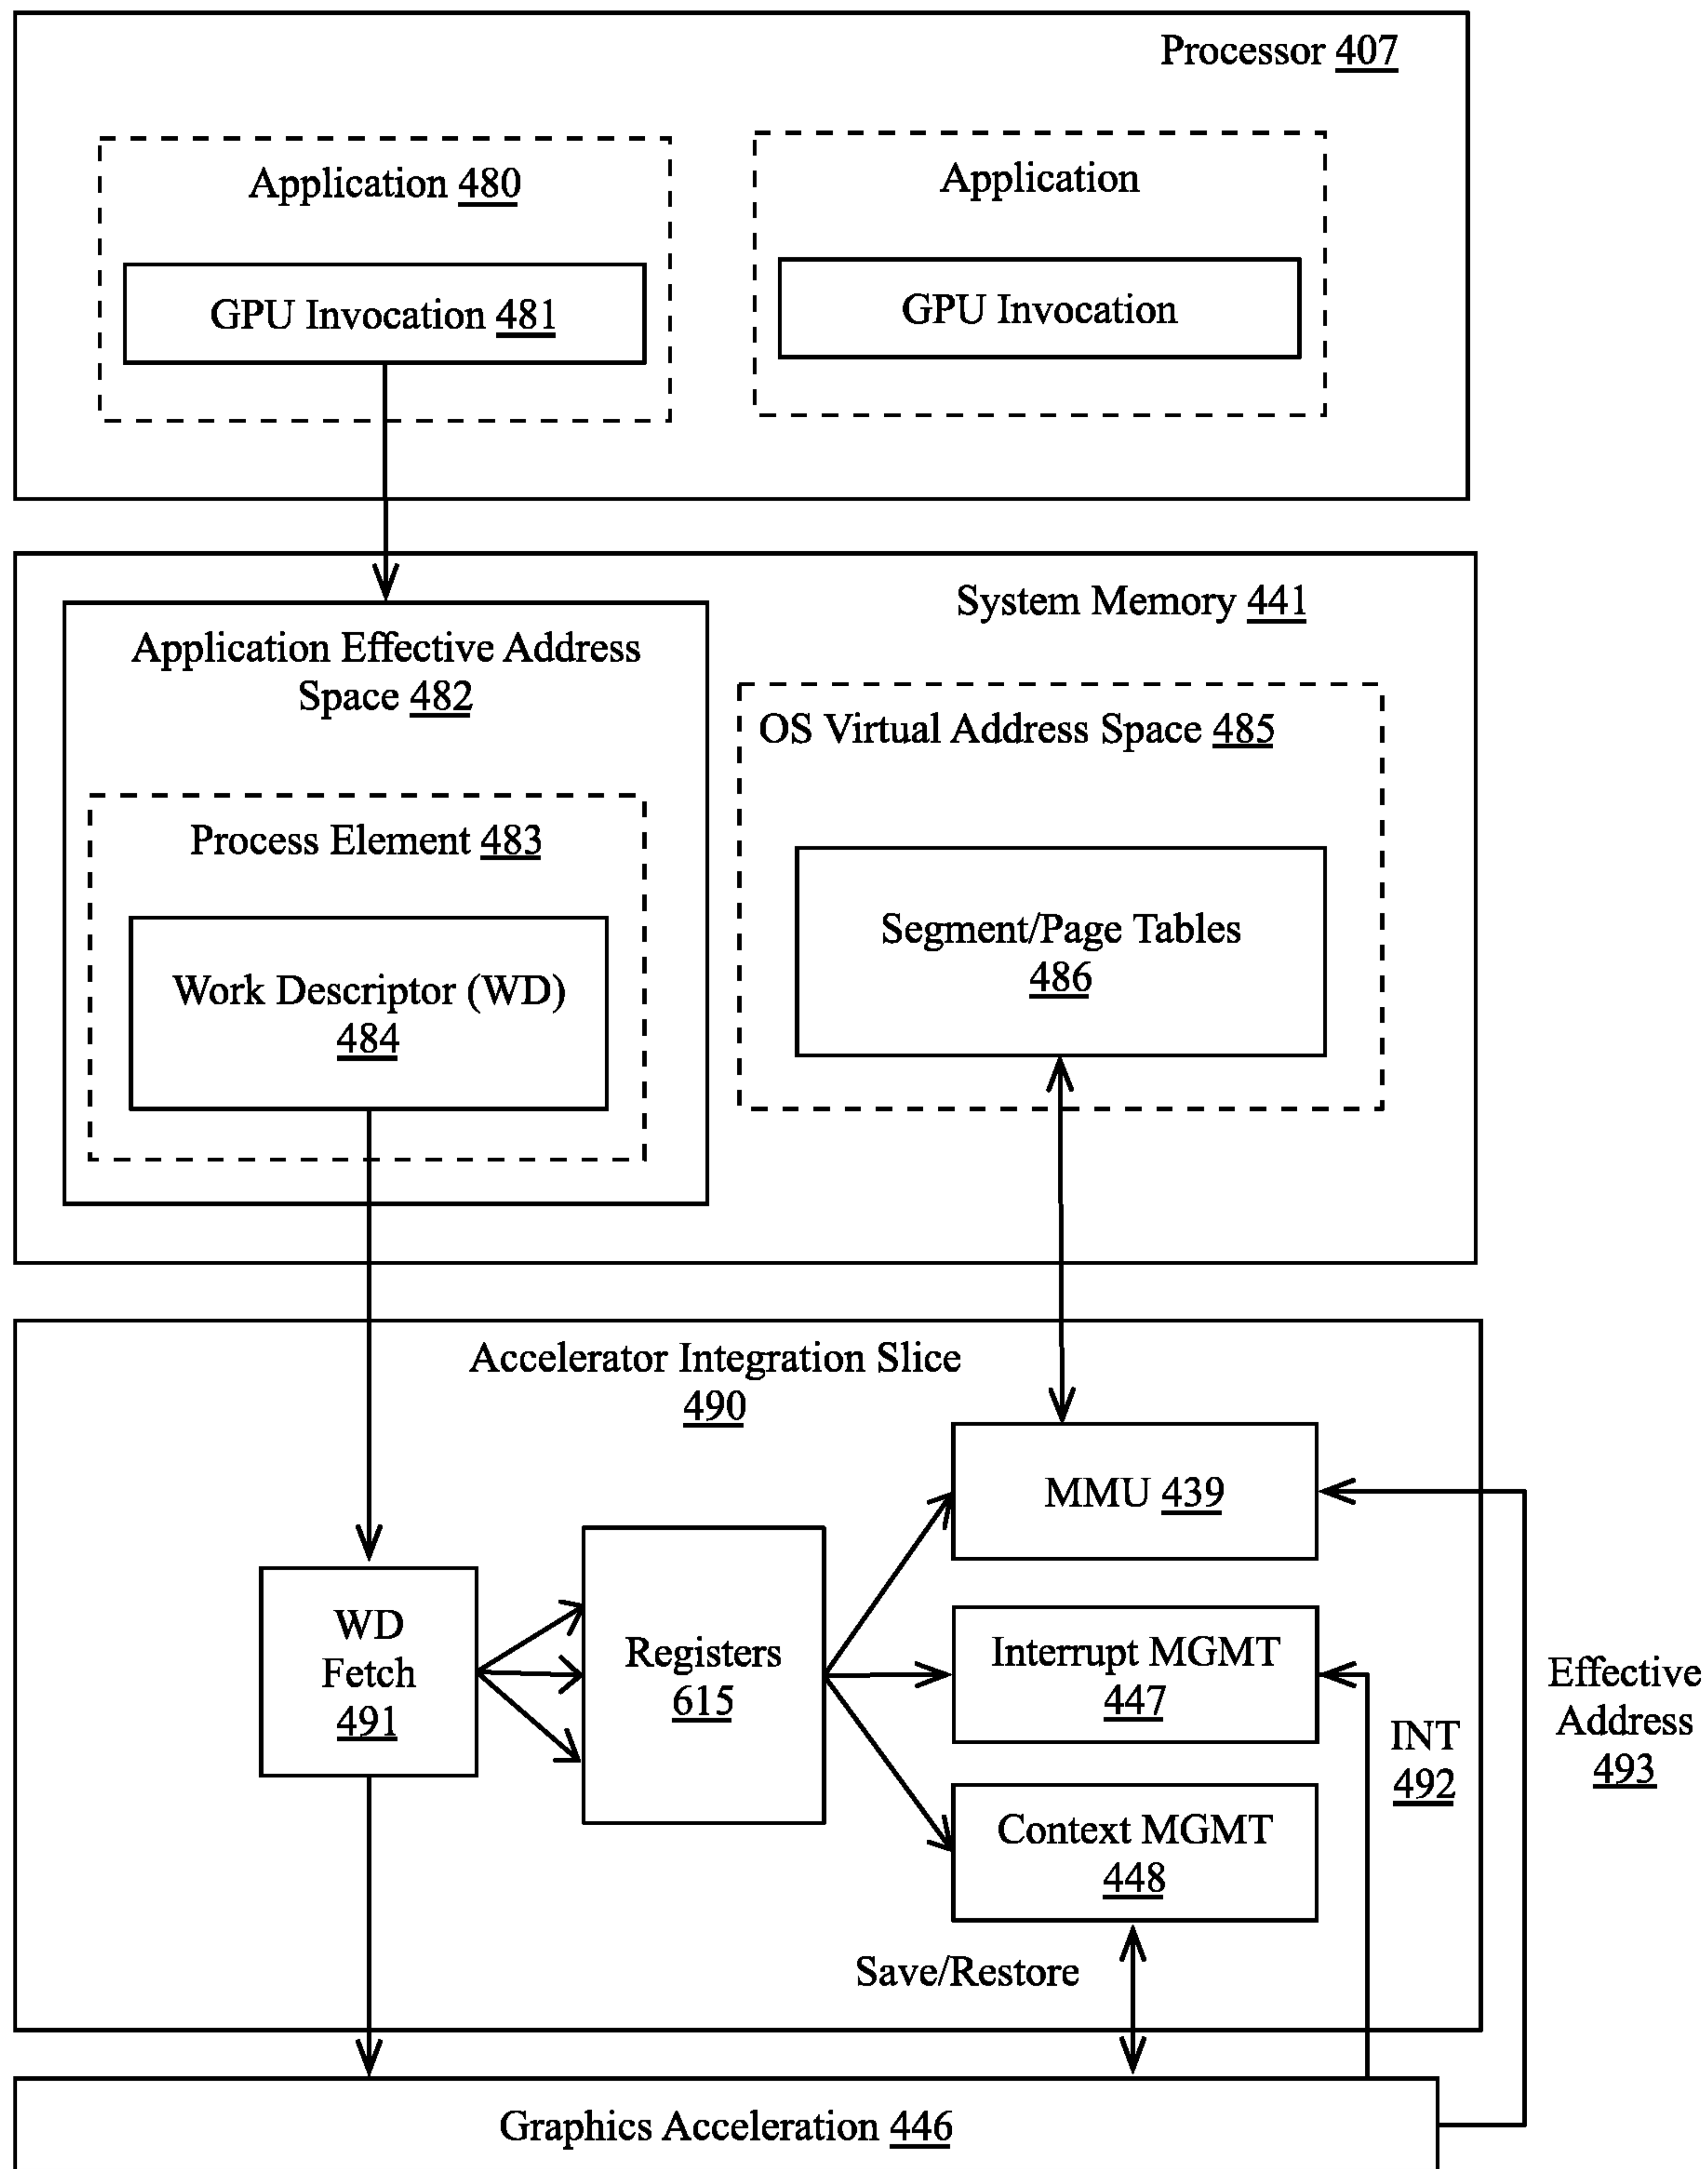 Processor 407
Application 480
Application
GPU Invocation 481
GPU Invocation
System Memory 441
Application Effective Address
Space 482
OS Virtual Address Space 485
Process Element 483
Segment/Page Tables
486
Work Descriptor (WD)
484
Accelerator Integration Slice
490
MMU 439
WD
Fetch
491
Registers
615
Interrupt MGMT
447
Effective
Address
493
INT
492
Context MGMT
448
Save/Restore
Graphics Acceleration 446